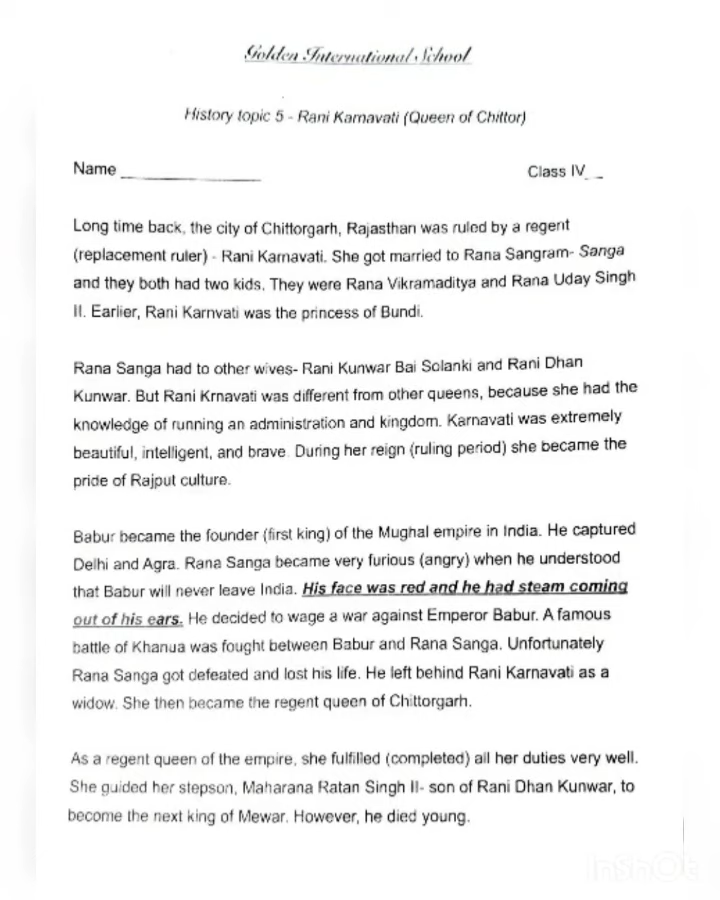 Golden International School
History topic 5 - Rani Karnavati (Queen of Chittor)
Name _______________ Class IV_ _
Long time back, the city of Chittorgarh, Rajasthan was ruled by a regent
(replacement ruler) - Rani Karnavati. She got married to Rana Sangram- Sanga
and they both had two kids. They were Rana Vikramaditya and Rana Uday Singh
II. Earlier, Rani Karnvati was the princess of Bundi.
Rana Sanga had to other wives- Rani Kunwar Bai Solanki and Rani Dhan
Kunwar. But Rani Krnavati was different from other queens, because she had the
knowledge of running an administration and kingdom. Karnavati was extremely
beautiful, intelligent, and brave. During her reign (ruling period) she became the
pride of Rajput culture.
Babur became the founder (first king) of the Mughal empire in India. He captured
Delhi and Agra. Rana Sanga became very furious (angry) when he understood
that Babur will never leave India. His face was red and he had steam coming
out of his ears. He decided to wage a war against Emperor Babur. A famous
battle of Khanua was fought between Babur and Rana Sanga. Unfortunately
Rana Sanga got defeated and lost his life. He left behind Rani Karnavati as a
widow. She then became the regent queen of Chittorgarh.
As a regent queen of the empire, she fulfilled (completed) all her duties very well.
She guided her stepson, Maharana Ratan Singh II- son of Rani Dhan Kunwar, to
become the next king of Mewar. However, he died young.
InShOt